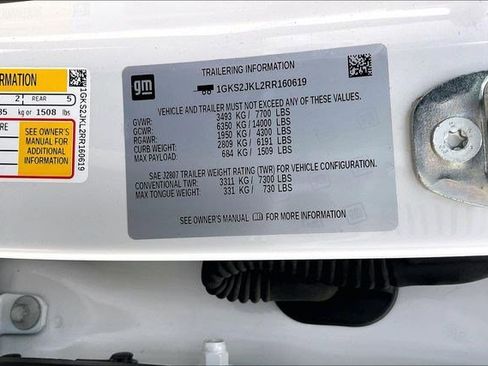 FORMATION
2 REAR 5
85 kg or 1508 lbs
SEE OWNER'S
MANUAL FOR
ADDITIONAL
INFORMATION
1GKS2JKL2RR160619
gm
TRAILERING INFORMATION
1GKS2JKL2RR160619
VEHICLE AND TRAILER MUST NOT EXCEED ANY OF THESE VALUES:
GVWR: 3493 KG/ 7700 LBS
GCWR: 6350 KG/ 14000 LBS
RGAWR: 1950 KG/ 4300 LBS
CURB WEIGHT: 2809 KG/ 6191 LBS
MAX PAYLOAD: 684 KG/ 1509 LBS
SAE J2807 TRAILER WEIGHT RATING (TWR) FOR VEHICLE CONFIGURATION:
CONVENTIONAL TWR: 3311 KG/ 7300 LBS
MAX TONGUE WEIGHT: 331 KG/ 730 LBS
SEE OWNER'S MANUAL FOR MORE INFORMATION